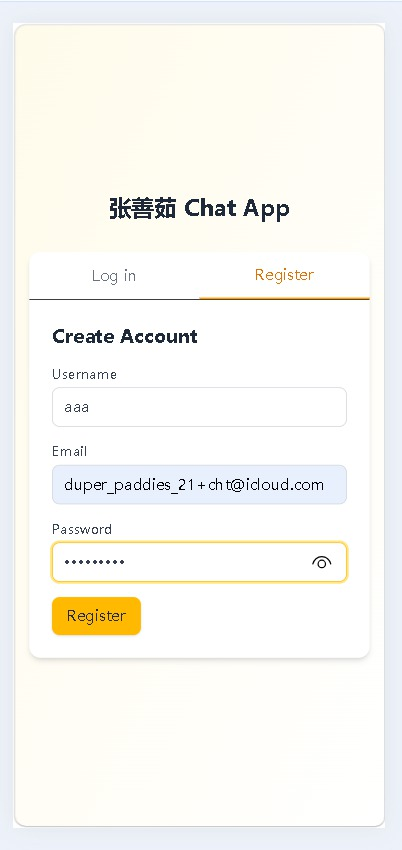 张善茹 Chat App
Log in
Register
Create Account
Username
aaa
Email
duper_paddies_21+cht@icloud.com
Password
•••••••••
Register